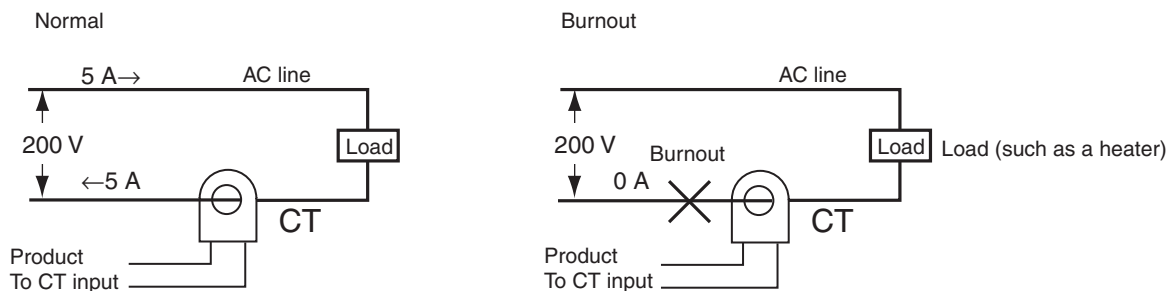 Normal
5 A→
AC line
200 V
Load
←5 A
CT
Product
To CT input
Burnout
AC line
200 V
Load
Load (such as a heater)
Burnout
0 A
CT
Product
To CT input